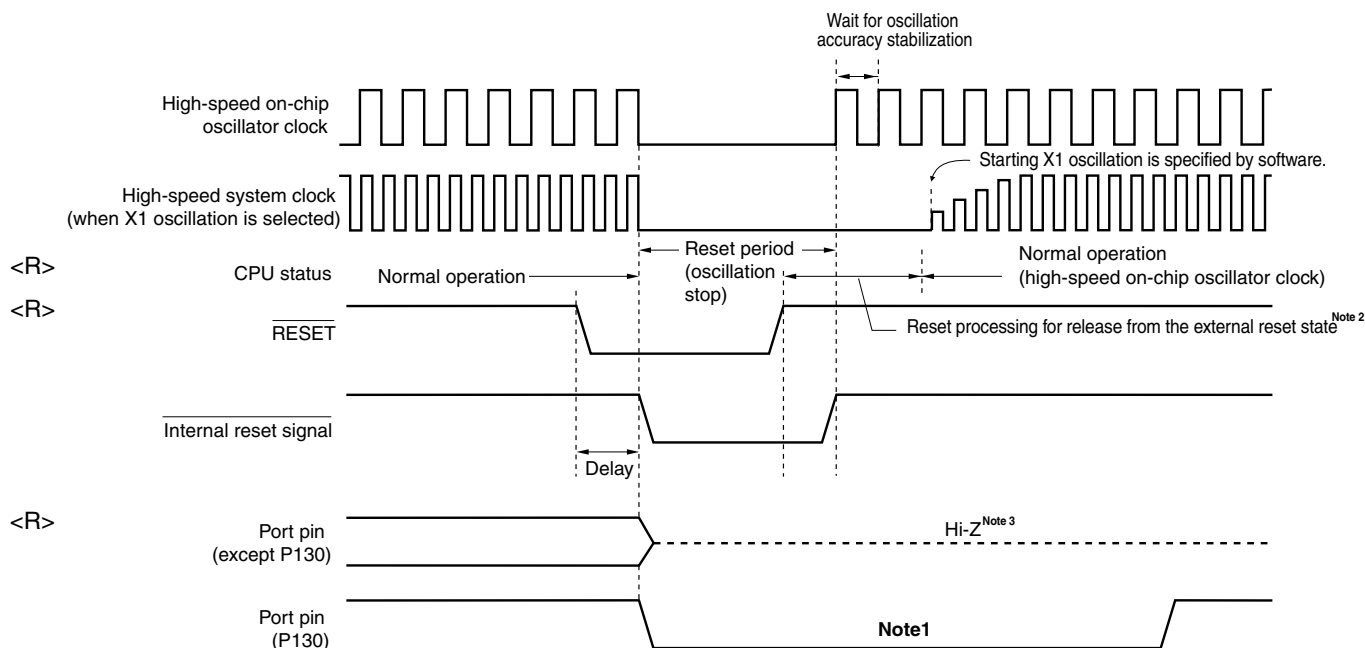 Wait for oscillation
accuracy stabilization
High-speed on-chip
oscillator clock
Starting X1 oscillation is specified by software.
High-speed system clock
(when X1 oscillation is selected)
<R>
CPU status
Normal operation
Reset period
(oscillation
stop)
Normal operation
(high-speed on-chip oscillator clock)
<R>
RESET
Reset processing for release from the external reset state Note 2
Internal reset signal
Delay
<R>
Port pin
(except P130)
Hi-Z Note 3
Port pin
(P130)
Note1